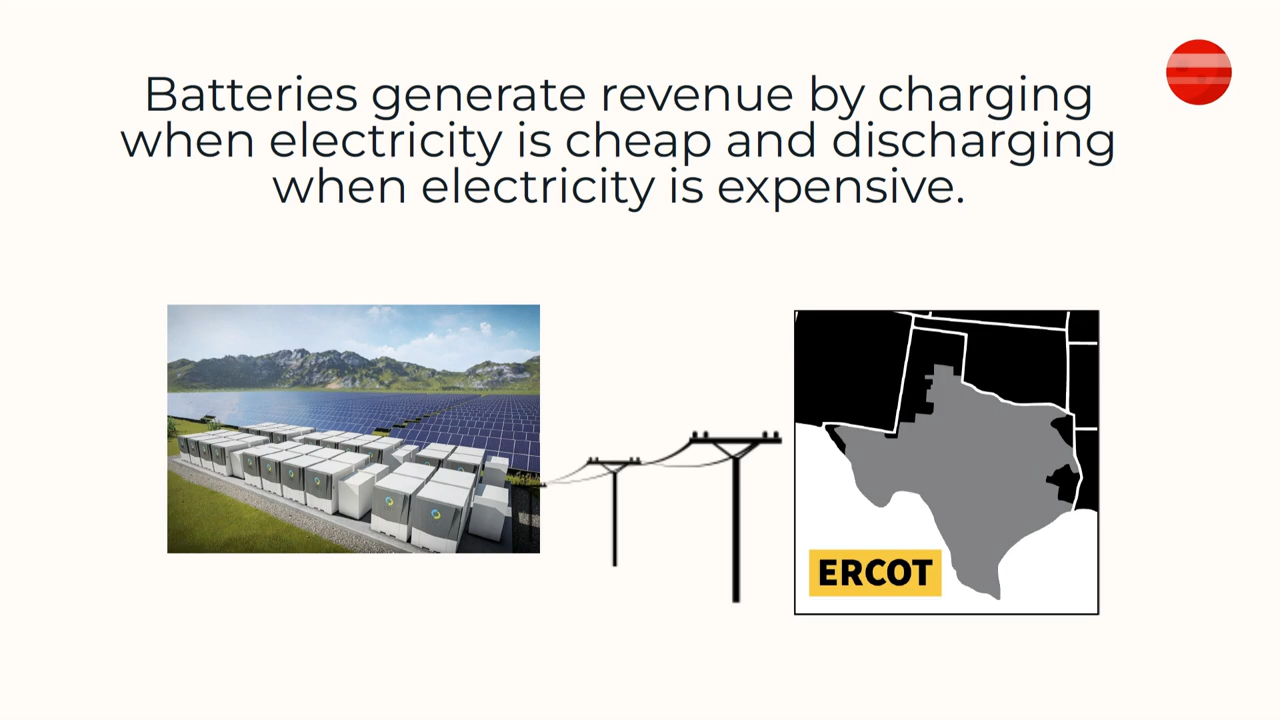 Batteries generate revenue by charging
when electricity is cheap and discharging
when electricity is expensive.
ERCOT